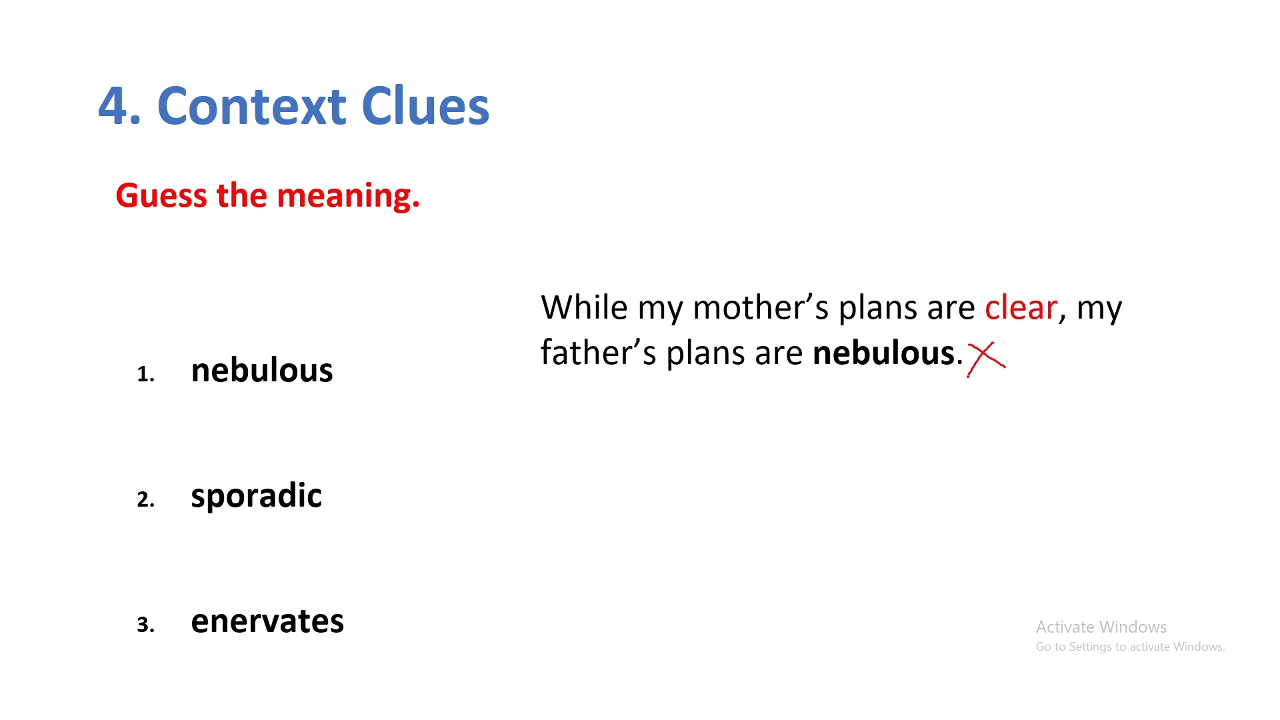 4. Context Clues
Guess the meaning.
While my mother’s plans are clear, my
father’s plans are nebulous.
1. nebulous
2. sporadic
3. enervates
Activate Windows
Go to Settings to activate Windows.